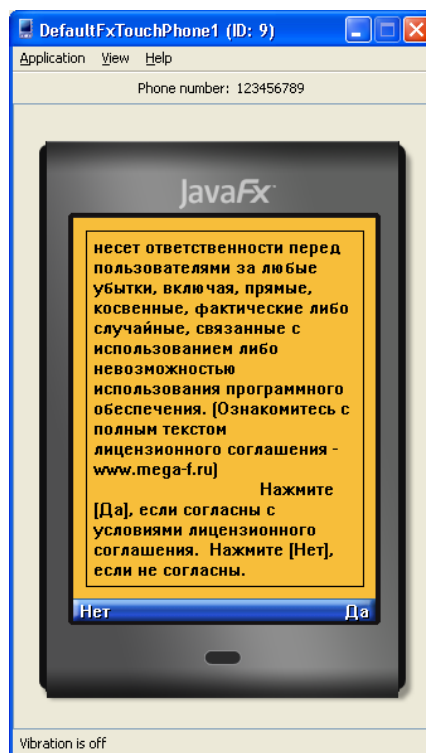 DefaultFxTouchPhone1 (ID: 9)
Application View Help
Phone number: 123456789
JavaFx
несет ответственности перед
пользователями за любые
убытки, включая, прямые,
косвенные, фактические либо
случайные, связанные с
использованием либо
невозможностью
использования программного
обеспечения. (Ознакомитесь с
полным текстом
лицензионного соглашения -
www.mega-f.ru)
Нажмите
[Да], если согласны с
условиями лицензионного
соглашения. Нажмите [Нет],
если не согласны.
Нет Да
Vibration is off